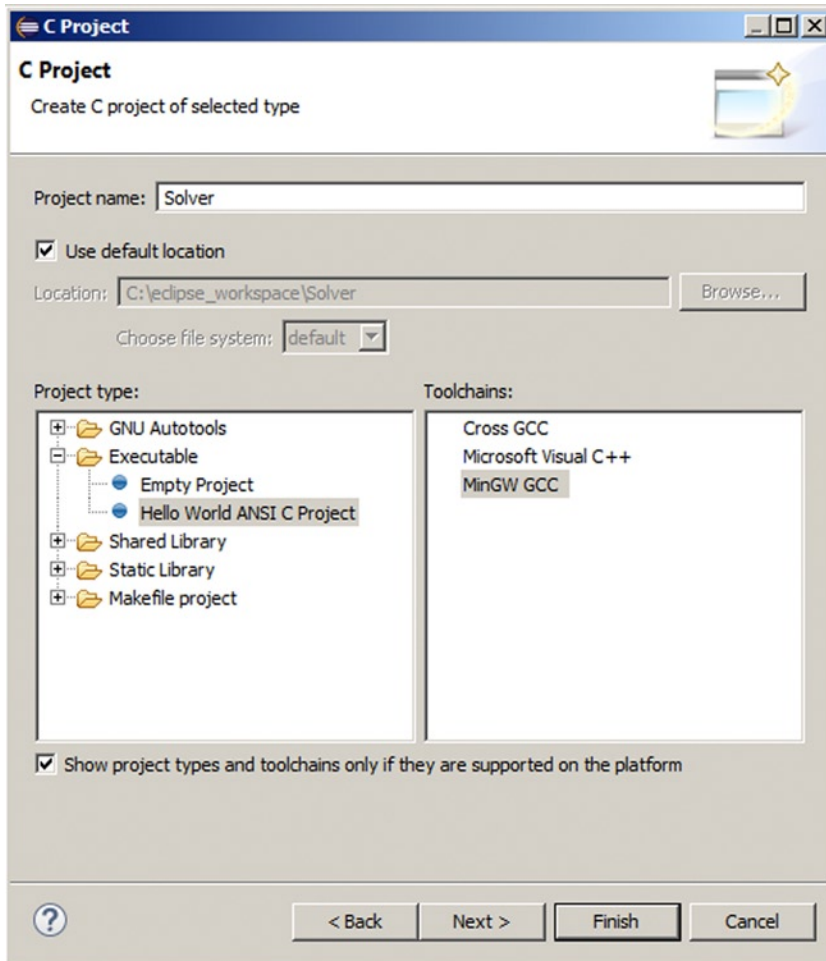 C Project
C Project
Create C project of selected type
Project name: Solver
Use default location
Location: C:\eclipse_workspace\Solver Browse...
Choose file system: default
Project type: Toolchains:
GNU Autotools Cross GCC
Executable Microsoft Visual C++
Empty Project MinGW GCC
Hello World ANSI C Project
Shared Library
Static Library
Makefile project
Show project types and toolchains only if they are supported on the platform
? < Back Next > Finish Cancel